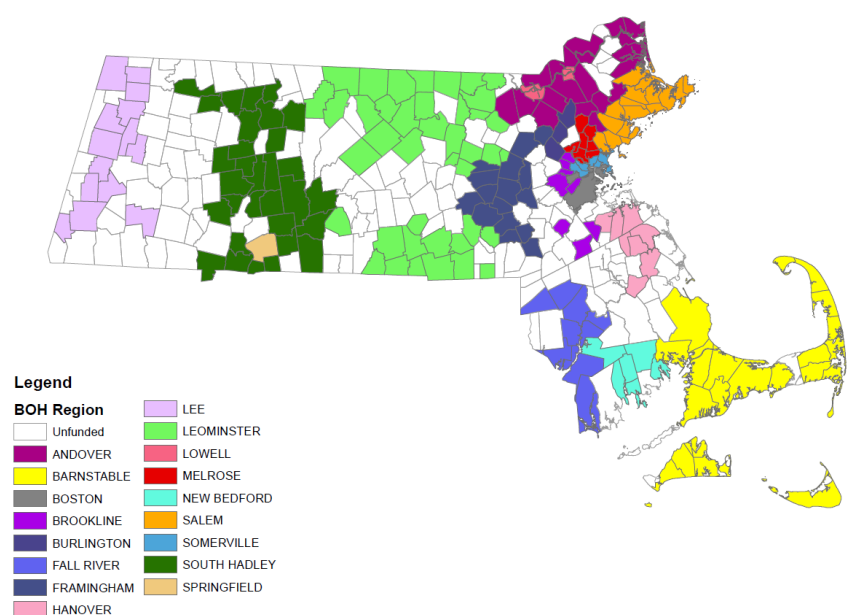 Legend
BOH Region
Unfunded
ANDOVER
BARNSTABLE
BOSTON
BROOKLINE
BURLINGTON
FALL RIVER
FRAMINGHAM
HANOVER
LEE
LEOMINSTER
LOWELL
MELROSE
NEW BEDFORD
SALEM
SOMERVILLE
SOUTH HADLEY
SPRINGFIELD